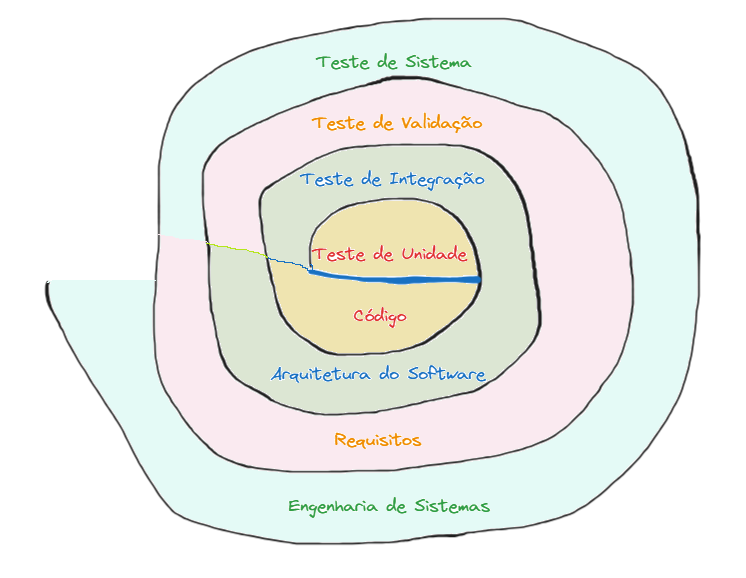 Teste de Sistema
Teste de Validação
Teste de Integração
Teste de Unidade
Código
Arquitetura do Software
Requisitos
Engenharia de Sistemas